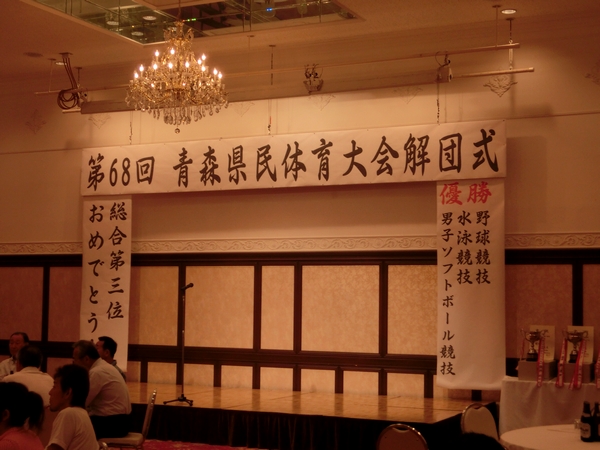 第68回 青森県民体育大会解団式
総合第三位
おめでとう
優勝
野球競技
水泳競技
男子ソフトボール競技